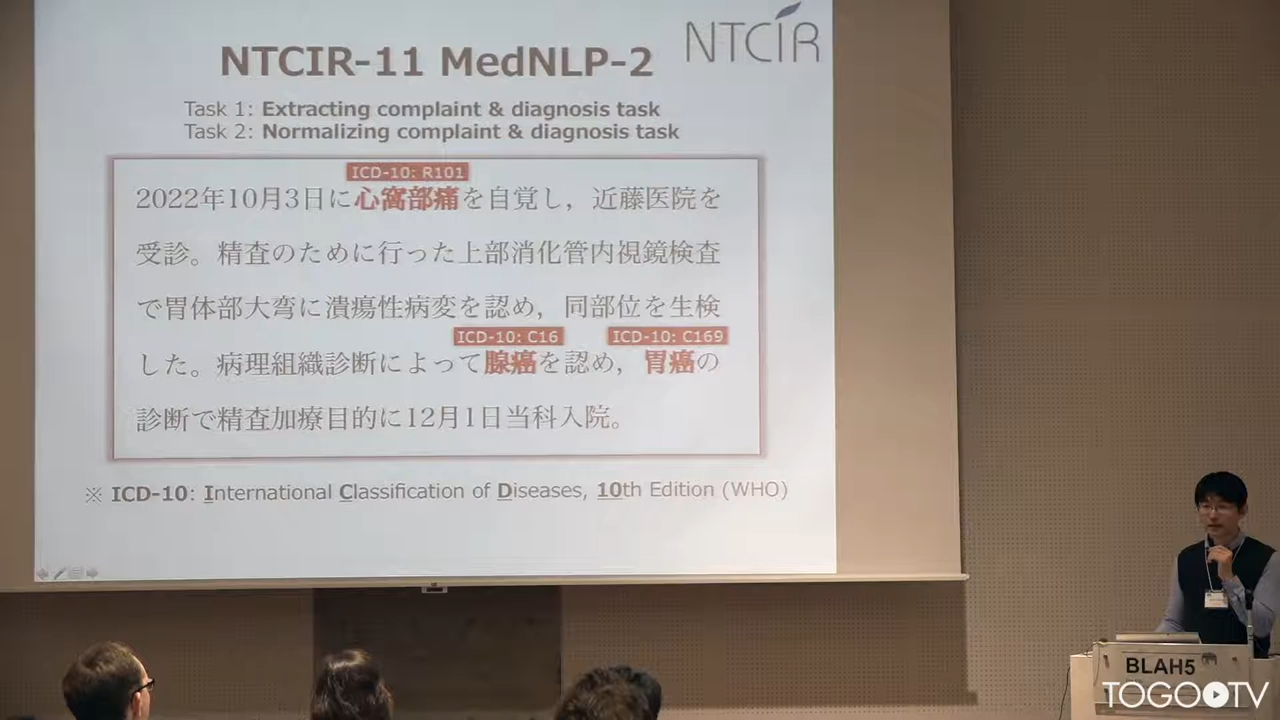 NTCIR
NTCIR-11 MedNLP-2
Task 1: Extracting complaint & diagnosis task
Task 2: Normalizing complaint & diagnosis task
ICD-10: R101
2022年10月3日に心窩部痛を自覚し，近藤医院を
受診。精査のために行った上部消化管内視鏡検査
で胃体部大弯に潰瘍性病変を認め，同部位を生検
ICD-10: C16 ICD-10: C169
した。病理組織診断によって腺癌を認め，胃癌の
診断で精査加療目的に12月1日当科入院。
※ ICD-10: International Classification of Diseases, 10th Edition (WHO)
BLAH5
TOGOTV